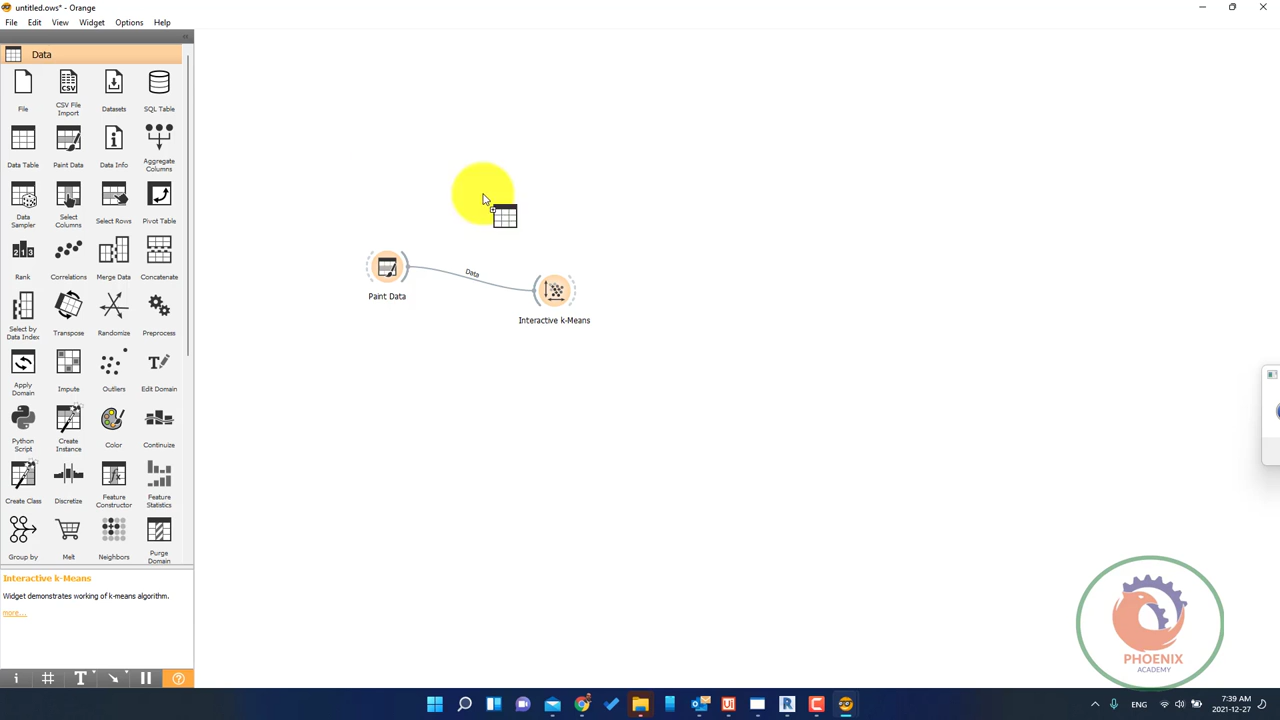 untitled.ows* - Orange
File Edit View Widget Options Help
Data
File
CSV File Import
Datasets
SQL Table
Data Table
Paint Data
Data Info
Aggregate Columns
Data Sampler
Select Columns
Select Rows
Pivot Table
Rank
Correlations
Merge Data
Concatenate
Select by Data Index
Transpose
Randomize
Preprocess
Apply Domain
Impute
Outliers
Edit Domain
Python Script
Create Instance
Color
Continuize
Create Class
Discretize
Feature Constructor
Feature Statistics
Group by
Melt
Neighbors
Purge Domain
Interactive k-Means
Widget demonstrates working of k-means algorithm.
more...
Data
Paint Data
Interactive k-Means
PHOENIX
ACADEMY
ENG
7:39 AM
2021-12-27